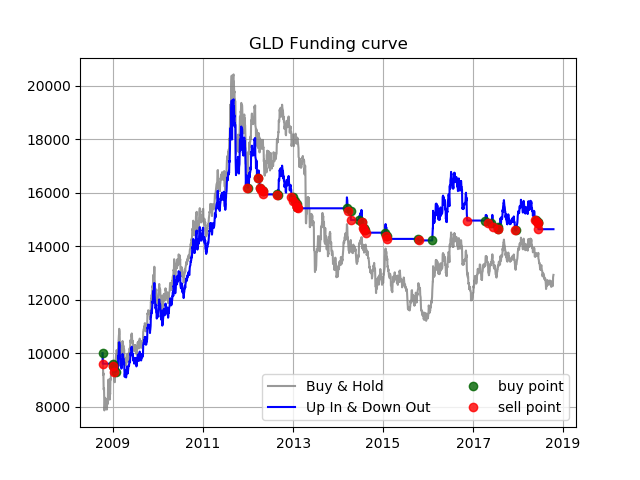 GLD Funding curve
20000
18000
16000
14000
12000
10000
8000
Buy & Hold
Up In & Down Out
buy point
sell point
2009
2011
2013
2015
2017
2019